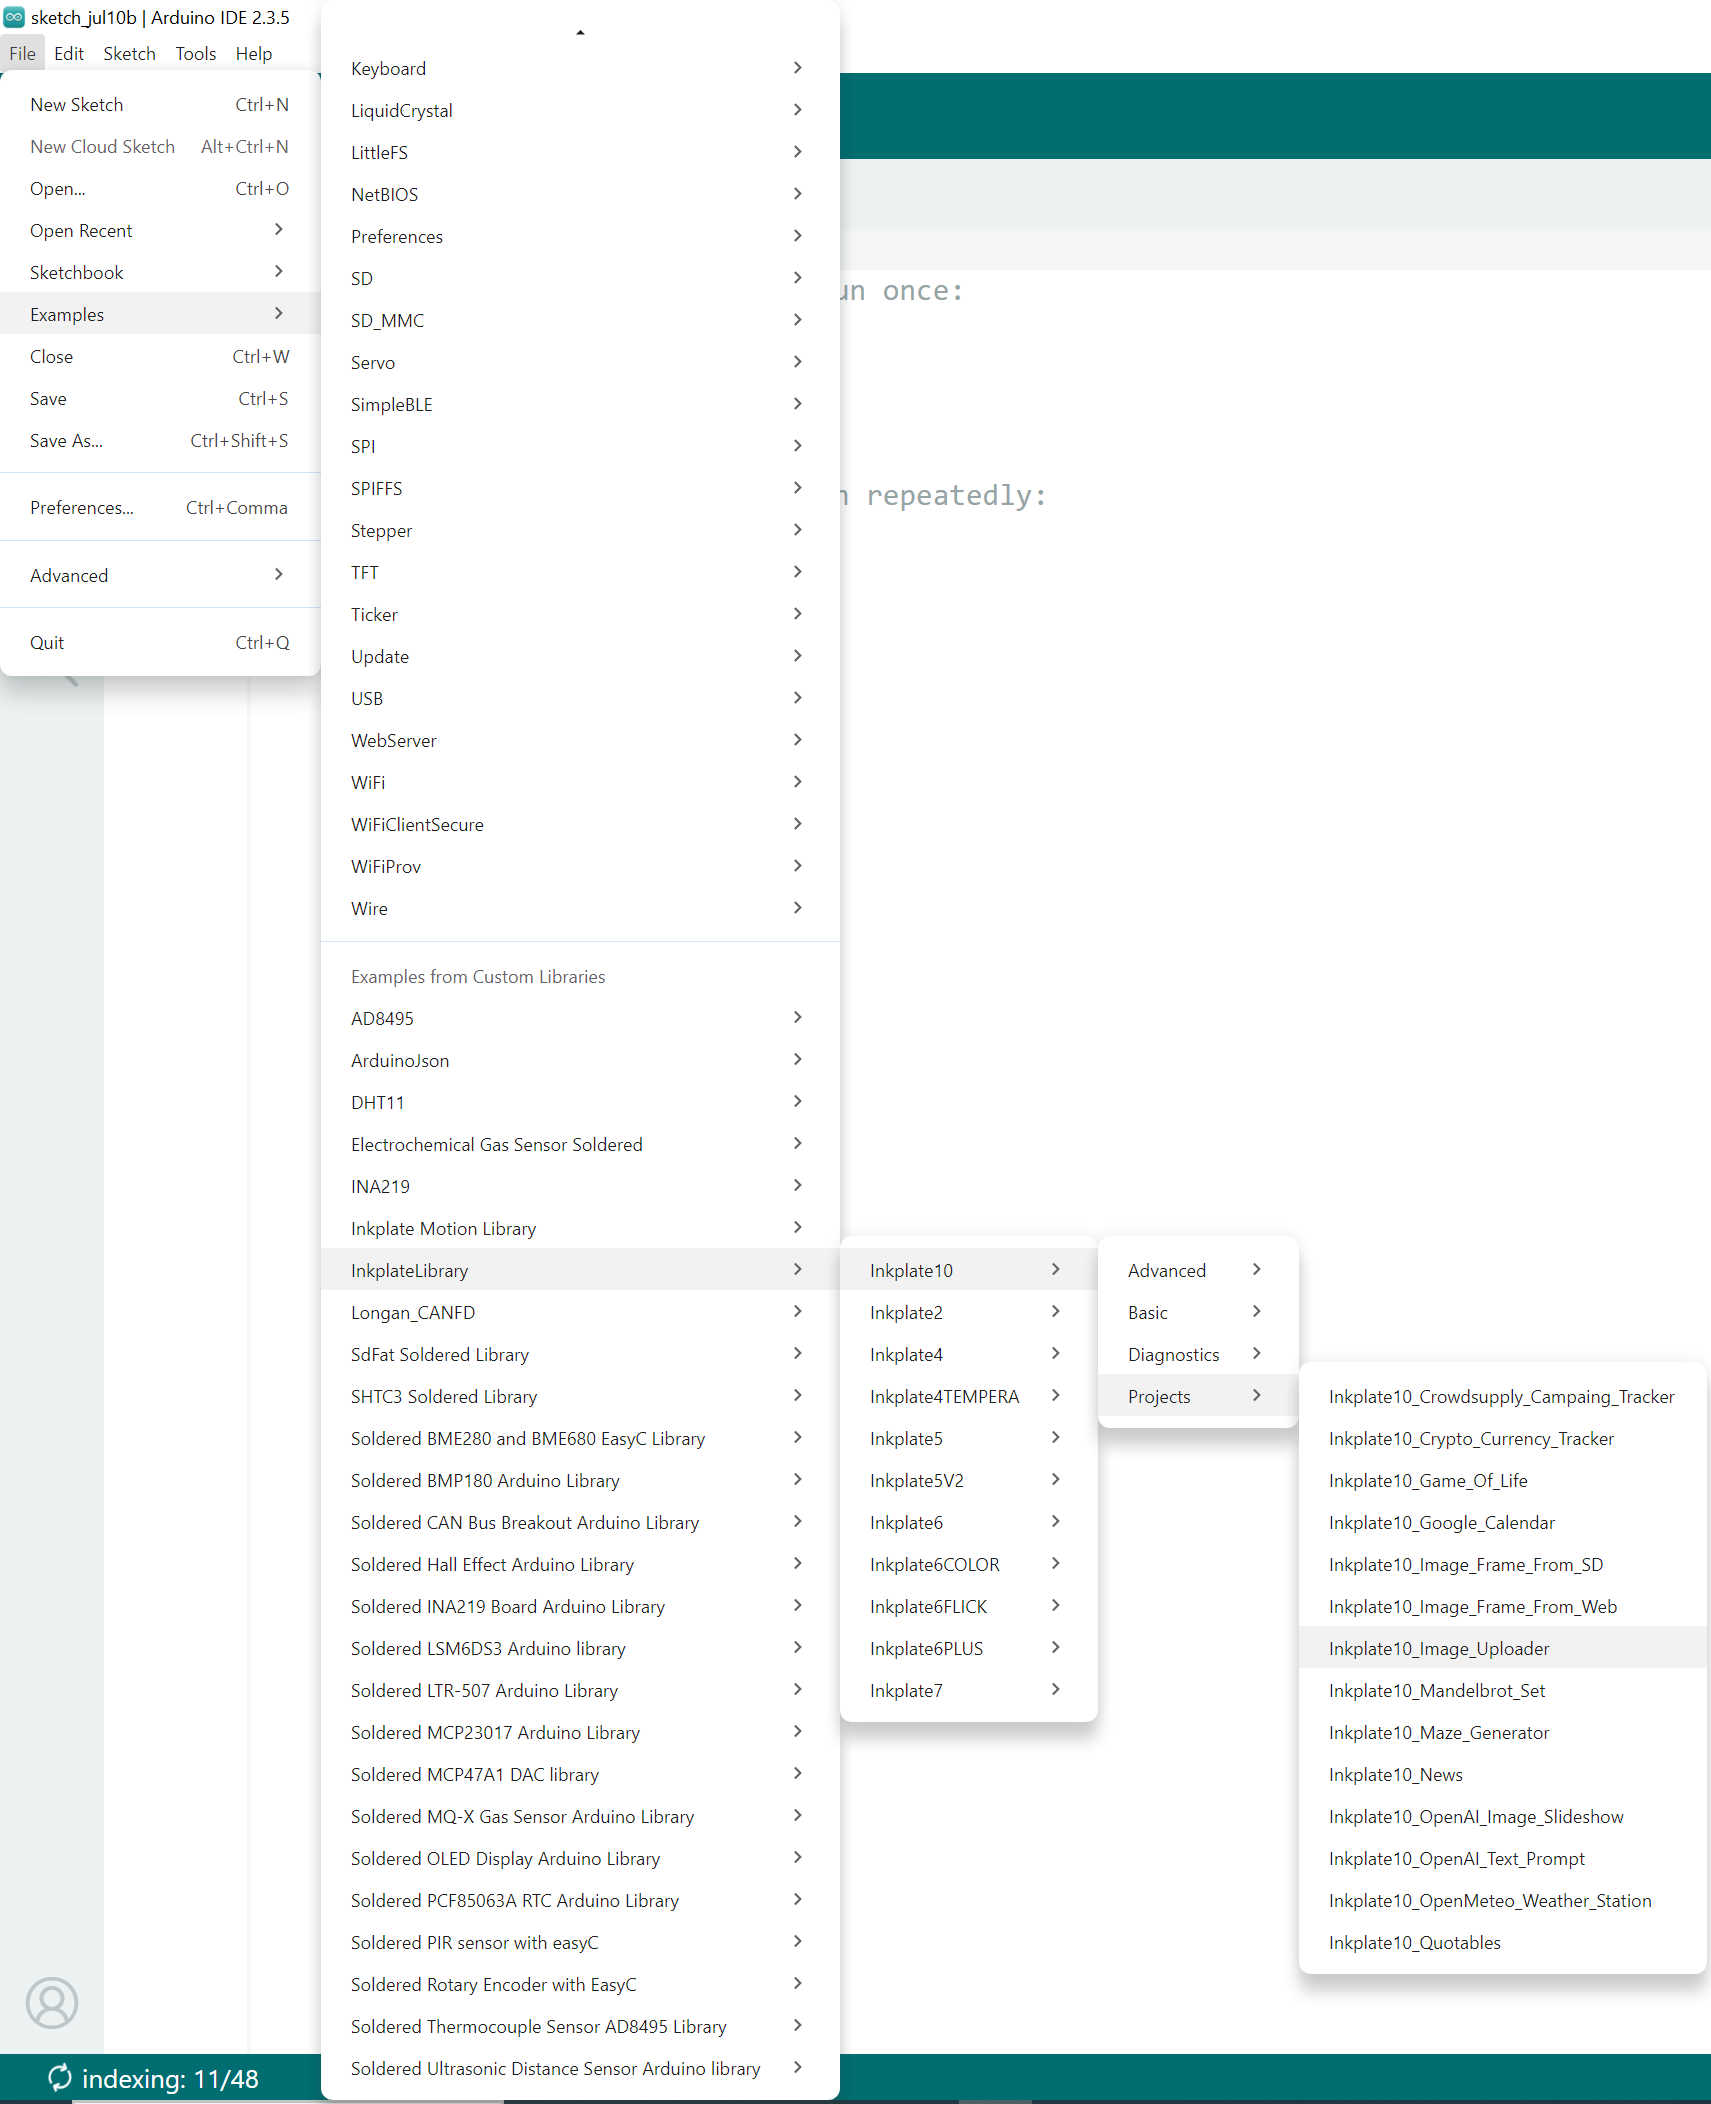 sketch_jul10b | Arduino IDE 2.3.5
File Edit Sketch Tools Help
New Sketch Ctrl+N
New Cloud Sketch Alt+Ctrl+N
Open... Ctrl+O
Open Recent
Sketchbook
Examples
Close Ctrl+W
Save Ctrl+S
Save As... Ctrl+Shift+S
Preferences... Ctrl+Comma
Advanced
Quit Ctrl+Q
Keyboard
LiquidCrystal
LittleFS
NetBIOS
Preferences
SD
SD_MMC
Servo
SimpleBLE
SPI
SPIFFS
Stepper
TFT
Ticker
Update
USB
WebServer
WiFi
WiFiClientSecure
WiFiProv
Wire
Examples from Custom Libraries
AD8495
ArduinoJson
DHT11
Electrochemical Gas Sensor Soldered
INA219
Inkplate Motion Library
InkplateLibrary
Longan_CANFD
SdFat Soldered Library
SHTC3 Soldered Library
Soldered BME280 and BME680 EasyC Library
Soldered BMP180 Arduino Library
Soldered CAN Bus Breakout Arduino Library
Soldered Hall Effect Arduino Library
Soldered INA219 Board Arduino Library
Soldered LSM6DS3 Arduino library
Soldered LTR-507 Arduino Library
Soldered MCP23017 Arduino Library
Soldered MCP47A1 DAC library
Soldered MQ-X Gas Sensor Arduino Library
Soldered OLED Display Arduino Library
Soldered PCF85063A RTC Arduino Library
Soldered PIR sensor with easyC
Soldered Rotary Encoder with EasyC
Soldered Thermocouple Sensor AD8495 Library
Soldered Ultrasonic Distance Sensor Arduino library
un once:
n repeatedly:
Inkplate10
Inkplate2
Inkplate4
Inkplate4TEMPERA
Inkplate5
Inkplate5V2
Inkplate6
Inkplate6COLOR
Inkplate6FLICK
Inkplate6PLUS
Inkplate7
Advanced
Basic
Diagnostics
Projects
Inkplate10_Crowdsupply_Campaing_Tracker
Inkplate10_Crypto_Currency_Tracker
Inkplate10_Game_Of_Life
Inkplate10_Google_Calendar
Inkplate10_Image_Frame_From_SD
Inkplate10_Image_Frame_From_Web
Inkplate10_Image_Uploader
Inkplate10_Mandelbrot_Set
Inkplate10_Maze_Generator
Inkplate10_News
Inkplate10_OpenAI_Image_Slideshow
Inkplate10_OpenAI_Text_Prompt
Inkplate10_OpenMeteo_Weather_Station
Inkplate10_Quotables
indexing: 11/48